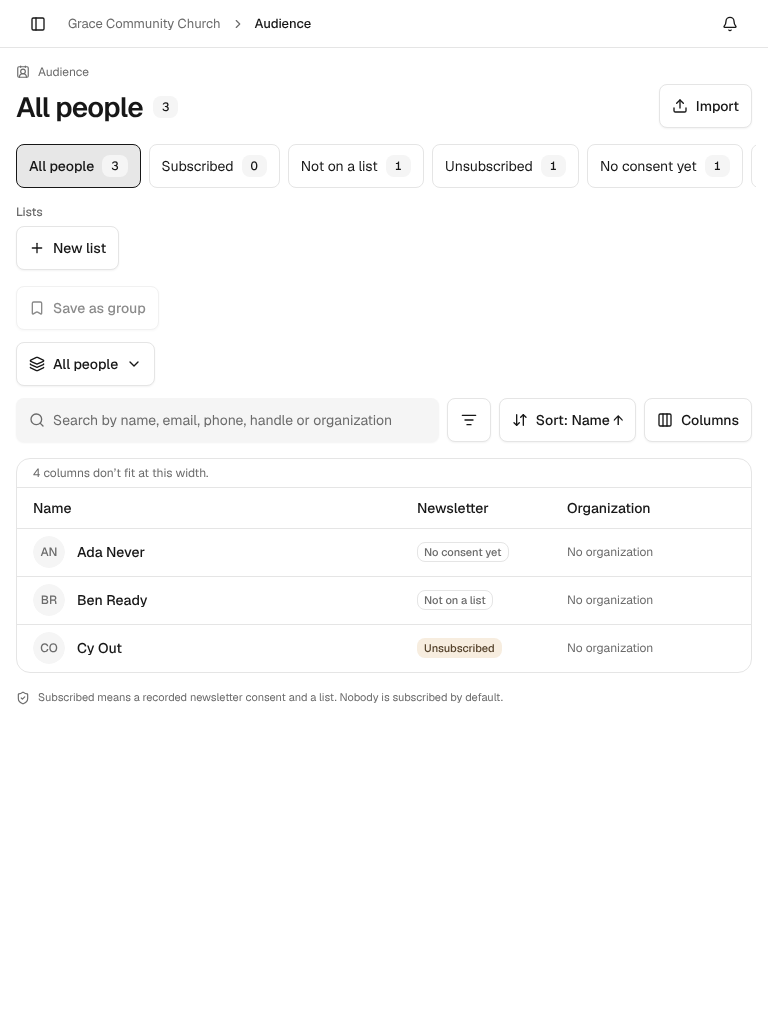 Grace Community Church > Audience
Audience
All people 3
Import
All people 3
Subscribed 0
Not on a list 1
Unsubscribed 1
No consent yet 1
Lists
New list
Save as group
All people
Search by name, email, phone, handle or organization
Sort: Name ↑
Columns
4 columns don't fit at this width.
Name Newsletter Organization
AN Ada Never No consent yet No organization
BR Ben Ready Not on a list No organization
CO Cy Out Unsubscribed No organization
Subscribed means a recorded newsletter consent and a list. Nobody is subscribed by default.